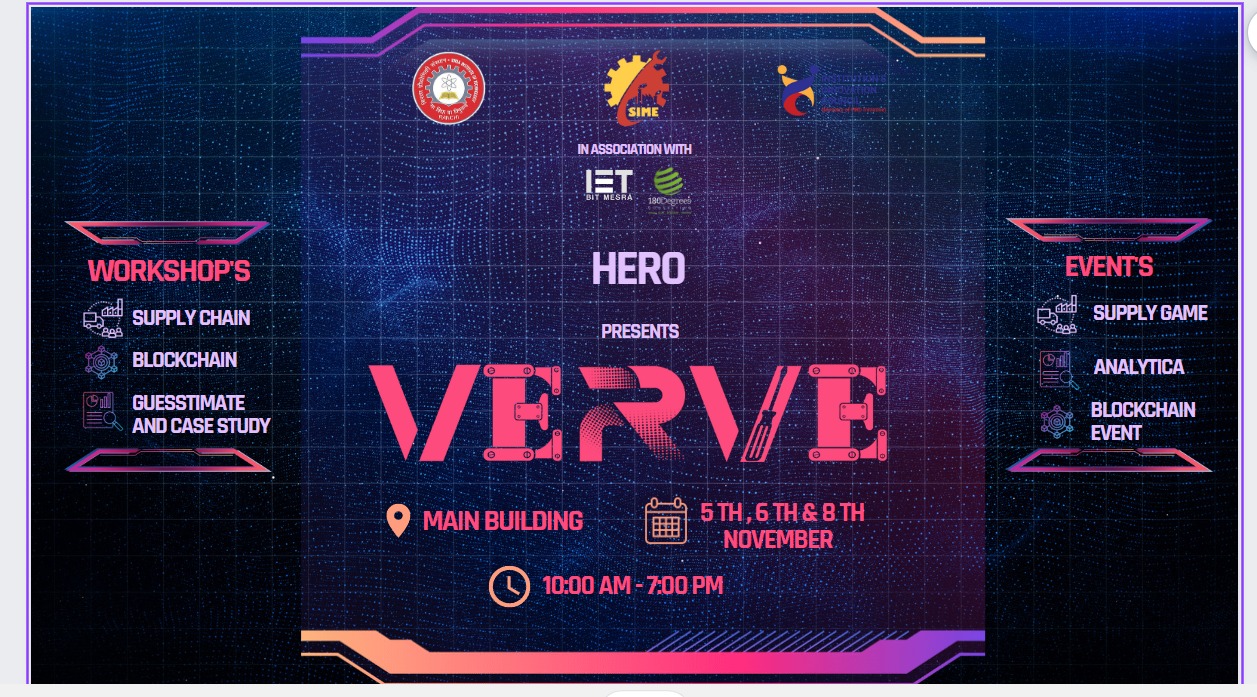 SIME
IN ASSOCIATION WITH
IET
BIT MESRA
180Degrees
HERO
PRESENTS
VERVE
MAIN BUILDING
5 TH , 6 TH & 8 TH
NOVEMBER
10:00 AM - 7:00 PM
WORKSHOP'S
SUPPLY CHAIN
BLOCKCHAIN
GUESSTIMATE
AND CASE STUDY
EVENT'S
SUPPLY GAME
ANALYTICA
BLOCKCHAIN
EVENT